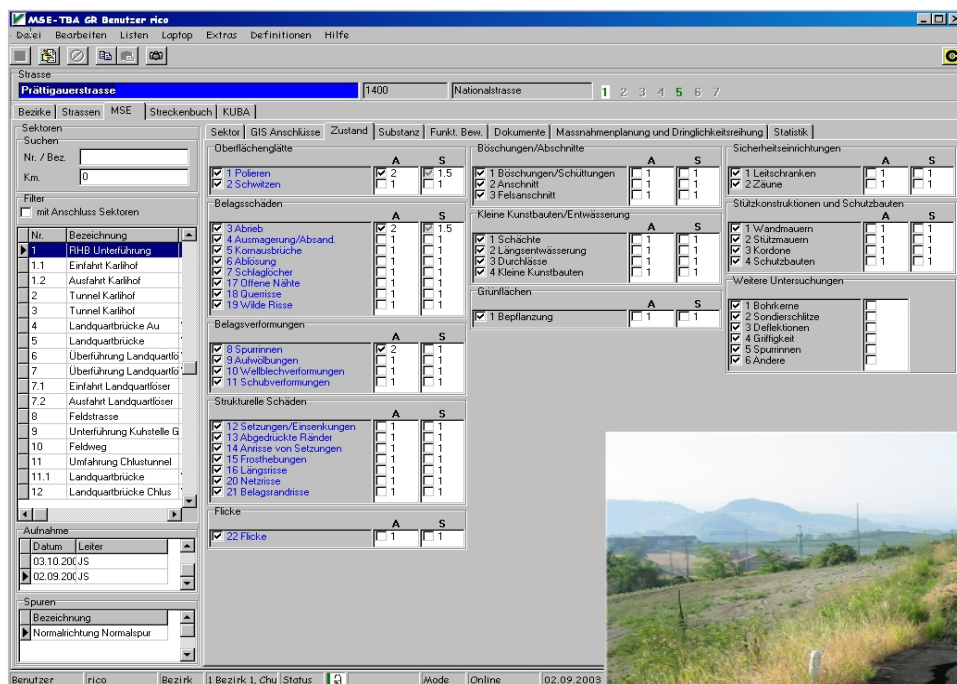 MSE-TBA GR Benutzer rico
Datei Bearbeiten Listen Laptop Extras Definitionen Hilfe
Strasse
Prättigauerstrasse 1400 Nationalstrasse 1 2 3 4 5 6 7
Bezirke Strassen MSE Streckenbuch KUBA
Sektoren
Suchen
Nr. / Bez.
Km. 0
Filter
mit Anschluss Sektoren
Nr. Bezeichnung
1 RHB Unterführung
1.1 Einfahrt Karlihof
1.2 Ausfahrt Karlihof
2 Tunnel Karlihof
3 Tunnel Karlihof
4 Landquartbrücke Au
5 Landquartbrücke
6 Überführung Landquartlö
7 Überführung Landquartlö
7.1 Einfahrt Landquartlöser
7.2 Ausfahrt Landquartlöser
8 Feldstrasse
9 Unterführung Kuhstelle G
10 Feldweg
11 Umfahrung Chlustunnel
11.1 Landquartbrücke
12 Landquartbrücke Chlus
Aufnahme
Datum Leiter
03.10.200 JS
02.09.200 JS
Spuren
Bezeichnung
Normalrichtung Normalspur
Sektor GIS Anschlüsse Zustand Substanz Funkt. Bew. Dokumente Massnahmenplanung und Dringlichkeitsreihung Statistik
Oberflächenglätte
A S
1 Polieren 2 1.5
2 Schwitzen 1 1
Belagsschäden
A S
3 Abrieb 2 1.5
4 Ausmagerung/Absand. 1 1
5 Kornausbrüche 1 1
6 Ablösung 1 1
7 Schlaglöcher 1 1
17 Offene Nähte 1 1
18 Querrisse 1 1
19 Wilde Risse 1 1
Belagsverformungen
A S
8 Spurrinnen 2 1
9 Aufwölbungen 1 1
10 Wellblechverformungen 1 1
11 Schubverformungen 1 1
Strukturelle Schäden
A S
12 Setzungen/Einsenkungen 1 1
13 Abgedrückte Ränder 1 1
14 Anrisse von Setzungen 1 1
15 Frosthebungen 1 1
16 Längsrisse 1 1
20 Netzrisse 1 1
21 Belagsrandrisse 1 1
Flicke
A S
22 Flicke 1 1
Böschungen/Abschnitte
A S
1 Böschungen/Schüttungen 1 1
2 Anschnitt 1 1
3 Felsanschnitt 1 1
Kleine Kunstbauten/Entwässerung
A S
1 Schächte 1 1
2 Längsentwässerung 1 1
3 Durchlässe 1 1
4 Kleine Kunstbauten 1 1
Grünflächen
A S
1 Bepflanzung 1 1
Sicherheitseinrichtungen
A S
1 Leitschranken 1 1
2 Zäune 1 1
Stützkonstruktionen und Schutzbauten
A S
1 Wandmauern 1 1
2 Stützmauern 1 1
3 Kordone 1 1
4 Schutzbauten 1 1
Weitere Untersuchungen
1 Bohrkerne
2 Sondierschlitze
3 Deflektionen
4 Griffigkeit
5 Spurrinnen
6 Andere
Benutzer rico Bezirk 1 Bezirk 1, Chu Status Mode Online 02.09.2003